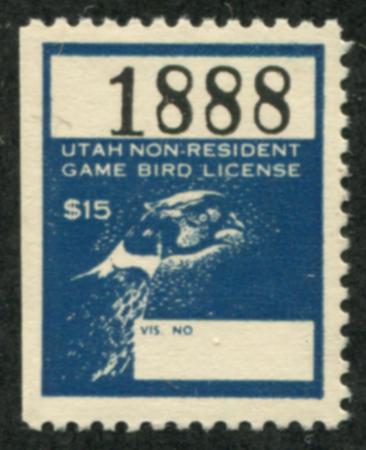 1888
UTAH NON-RESIDENT
GAME BIRD LICENSE
$15
VIS. NO